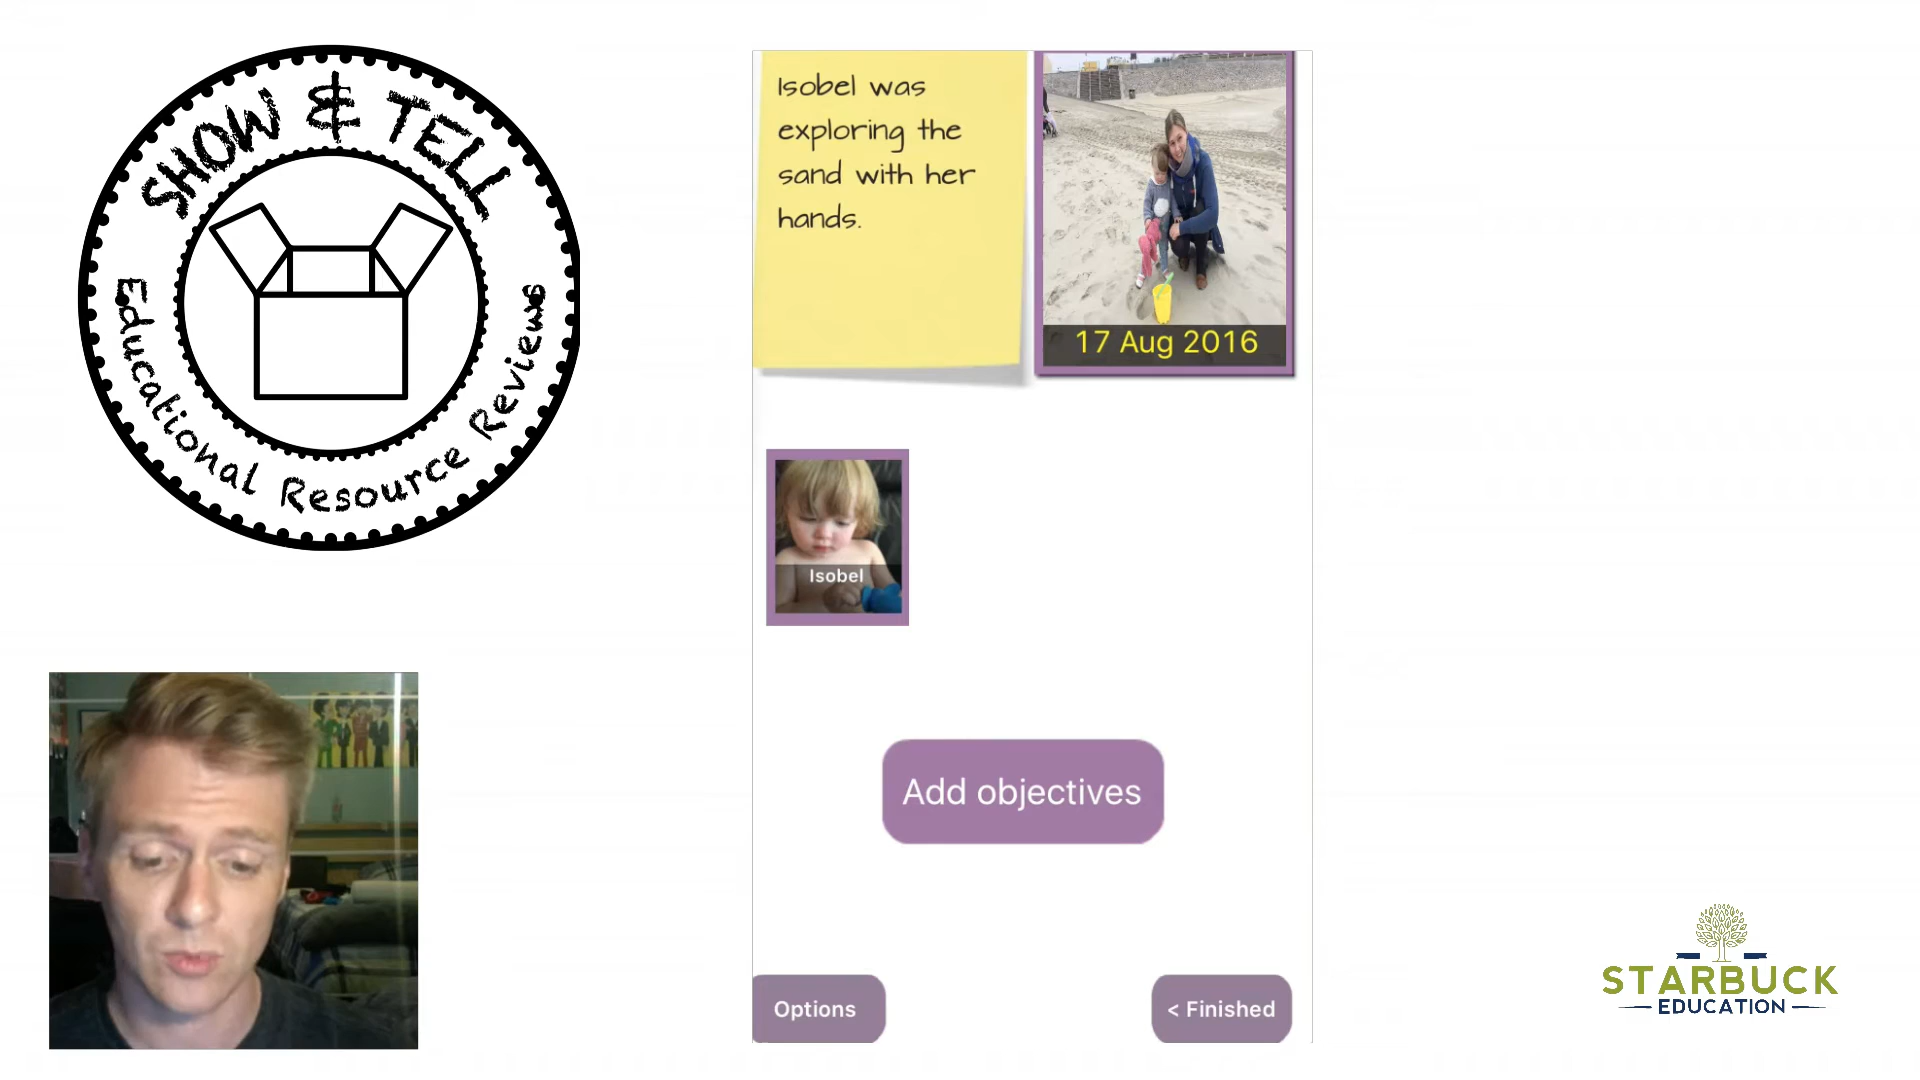 SHOW & TELL
Educational Resource Reviews
Isobel was
exploring the
sand with her
hands.
17 Aug 2016
Isobel
Add objectives
Options
< Finished
STARBUCK
EDUCATION